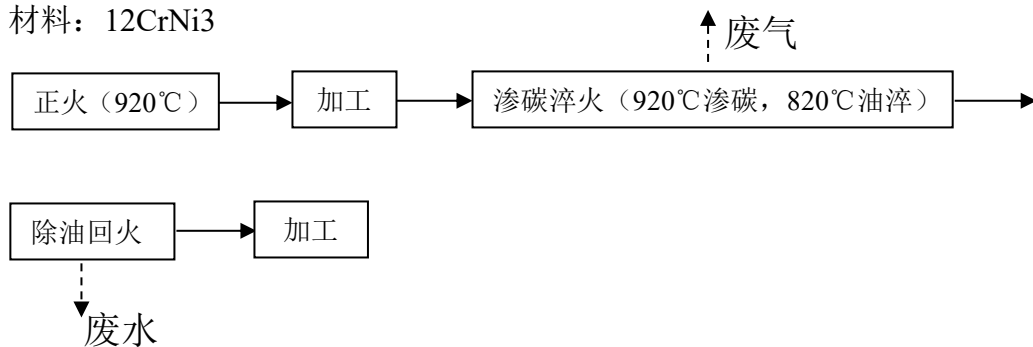 材料：12CrNi3
废气
正火（920℃）
加工
渗碳淬火（920℃渗碳，820℃油淬）
除油回火
加工
废水